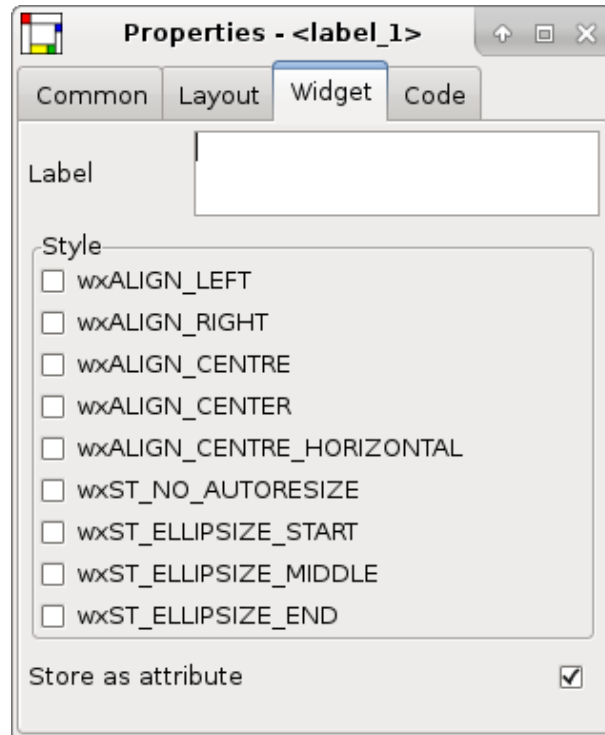 Properties - <label_1>
Common Layout Widget Code
Label
Style
wxALIGN_LEFT
wxALIGN_RIGHT
wxALIGN_CENTRE
wxALIGN_CENTER
wxALIGN_CENTRE_HORIZONTAL
wxST_NO_AUTORESIZE
wxST_ELLIPSIZE_START
wxST_ELLIPSIZE_MIDDLE
wxST_ELLIPSIZE_END
Store as attribute